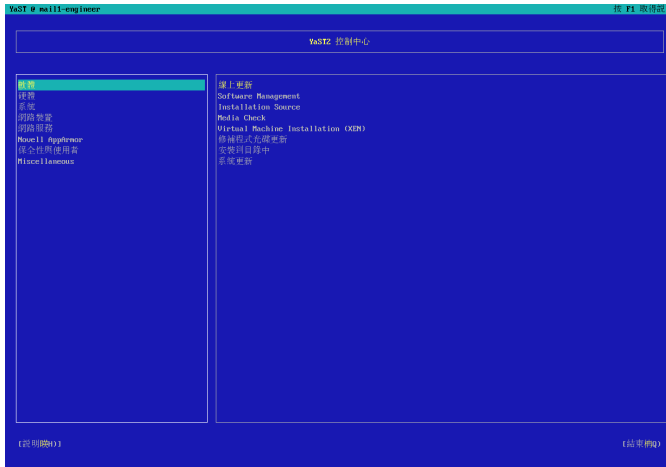 YaST @ mail1-engineer 按 F1 取得說
YaST2 控制中心
軟體
硬體
系統
網路裝置
網路服務
Novell AppArmor
保全性與使用者
Miscellaneous
線上更新
Software Management
Installation Source
Media Check
Virtual Machine Installation (XEN)
修補程式光碟更新
安裝到目錄中
系統更新
[說明H)]
[結束Q)